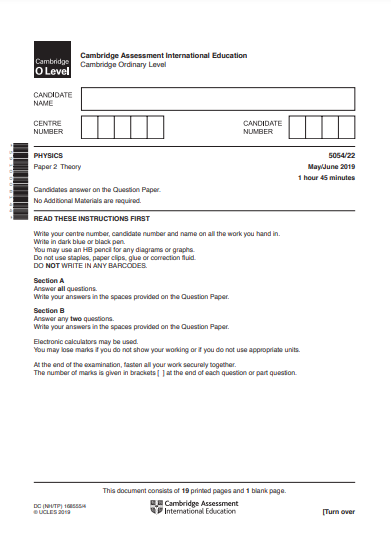 Cambridge
O Level
Cambridge Assessment International Education
Cambridge Ordinary Level
CANDIDATE
NAME
CENTRE
NUMBER
CANDIDATE
NUMBER
PHYSICS 5054/22
Paper 2 Theory May/June 2019
1 hour 45 minutes
Candidates answer on the Question Paper.
No Additional Materials are required.
READ THESE INSTRUCTIONS FIRST
Write your centre number, candidate number and name on all the work you hand in.
Write in dark blue or black pen.
You may use an HB pencil for any diagrams or graphs.
Do not use staples, paper clips, glue or correction fluid.
DO NOT WRITE IN ANY BARCODES.
Section A
Answer all questions.
Write your answers in the spaces provided on the Question Paper.
Section B
Answer any two questions.
Write your answers in the spaces provided on the Question Paper.
Electronic calculators may be used.
You may lose marks if you do not show your working or if you do not use appropriate units.
At the end of the examination, fasten all your work securely together.
The number of marks is given in brackets [ ] at the end of each question or part question.
This document consists of 19 printed pages and 1 blank page.
DC (NH/TP) 168555/4
© UCLES 2019
Cambridge Assessment
International Education
[Turn over